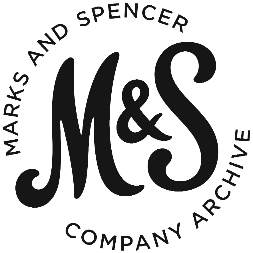 MARKS AND SPENCER
M&S
COMPANY ARCHIVE